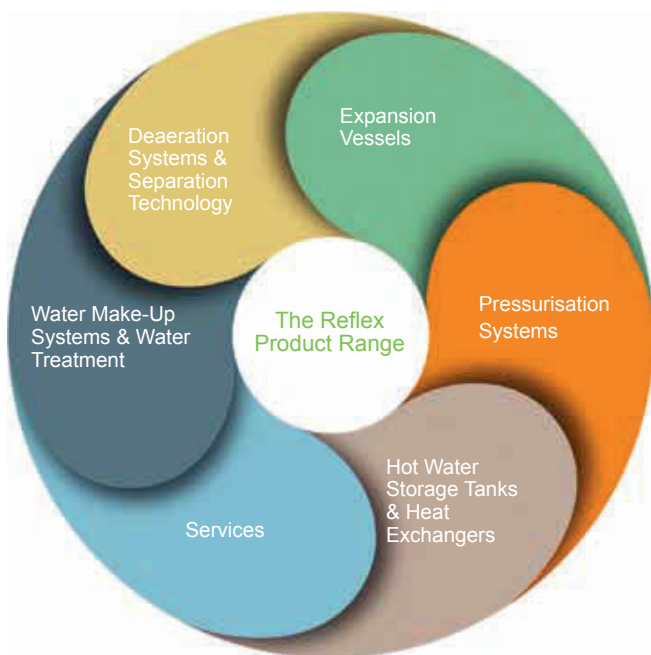 Deaeration
Systems &
Separation
Technology
Expansion
Vessels
Water Make-Up
Systems & Water
Treatment
The Reflex
Product Range
Pressurisation
Systems
Services
Hot Water
Storage Tanks
& Heat
Exchangers